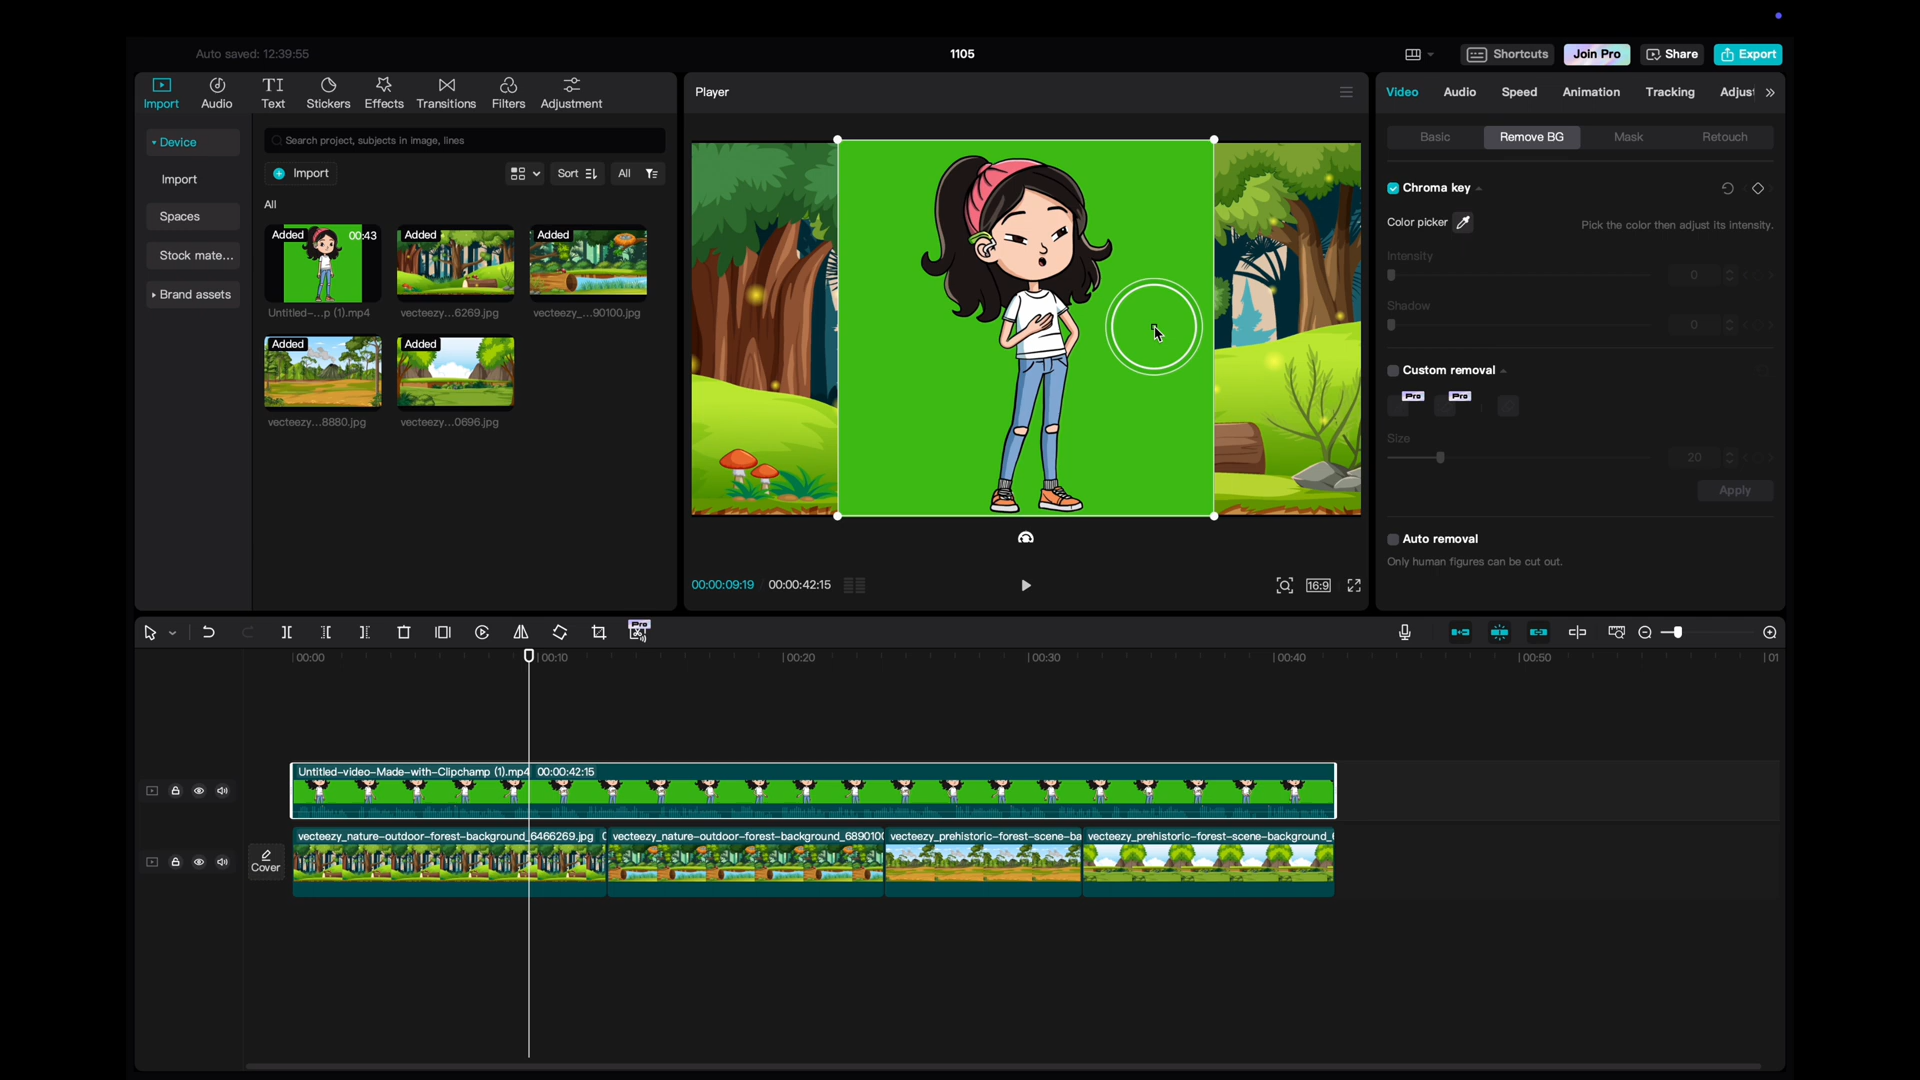 Auto saved: 12:39:55
1105
Shortcuts
Join Pro
Share
Export
Import
Audio
Text
Stickers
Effects
Transitions
Filters
Adjustment
Device
Import
Spaces
Stock mate...
Brand assets
Search project, subjects in image, lines
Import
Sort
All
All
Added
00:43
Untitled-...p (1).mp4
Added
vecteezy...6269.jpg
Added
vecteezy_...90100.jpg
Added
vecteezy...8880.jpg
Added
vecteezy...0696.jpg
Player
00:00:09:19
00:00:42:15
16:9
Video
Audio
Speed
Animation
Tracking
Adjust
Basic
Remove BG
Mask
Retouch
Chroma key
Color picker
Pick the color then adjust its intensity.
Intensity
0
Shadow
0
Custom removal
Pro
Pro
Size
20
Apply
Auto removal
Only human figures can be cut out.
Pro
00:00
00:10
00:20
00:30
00:40
00:50
01
Untitled-video-Made-with-Clipchamp (1).mp4 00:00:42:15
Cover
vecteezy_nature-outdoor-forest-background_6466269.jpg
vecteezy_nature-outdoor-forest-background_689010
vecteezy_prehistoric-forest-scene-ba
vecteezy_prehistoric-forest-scene-background_